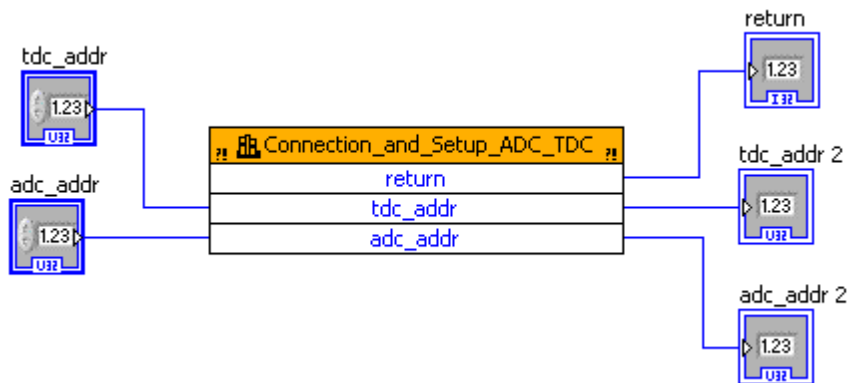 return
tdc_addr
1.23
1.23
U32
I32
?! Connection_and_Setup_ADC_TDC ?!
return
tdc_addr 2
tdc_addr
1.23
adc_addr
1.23
U32
adc_addr
U32
adc_addr 2
1.23
U32